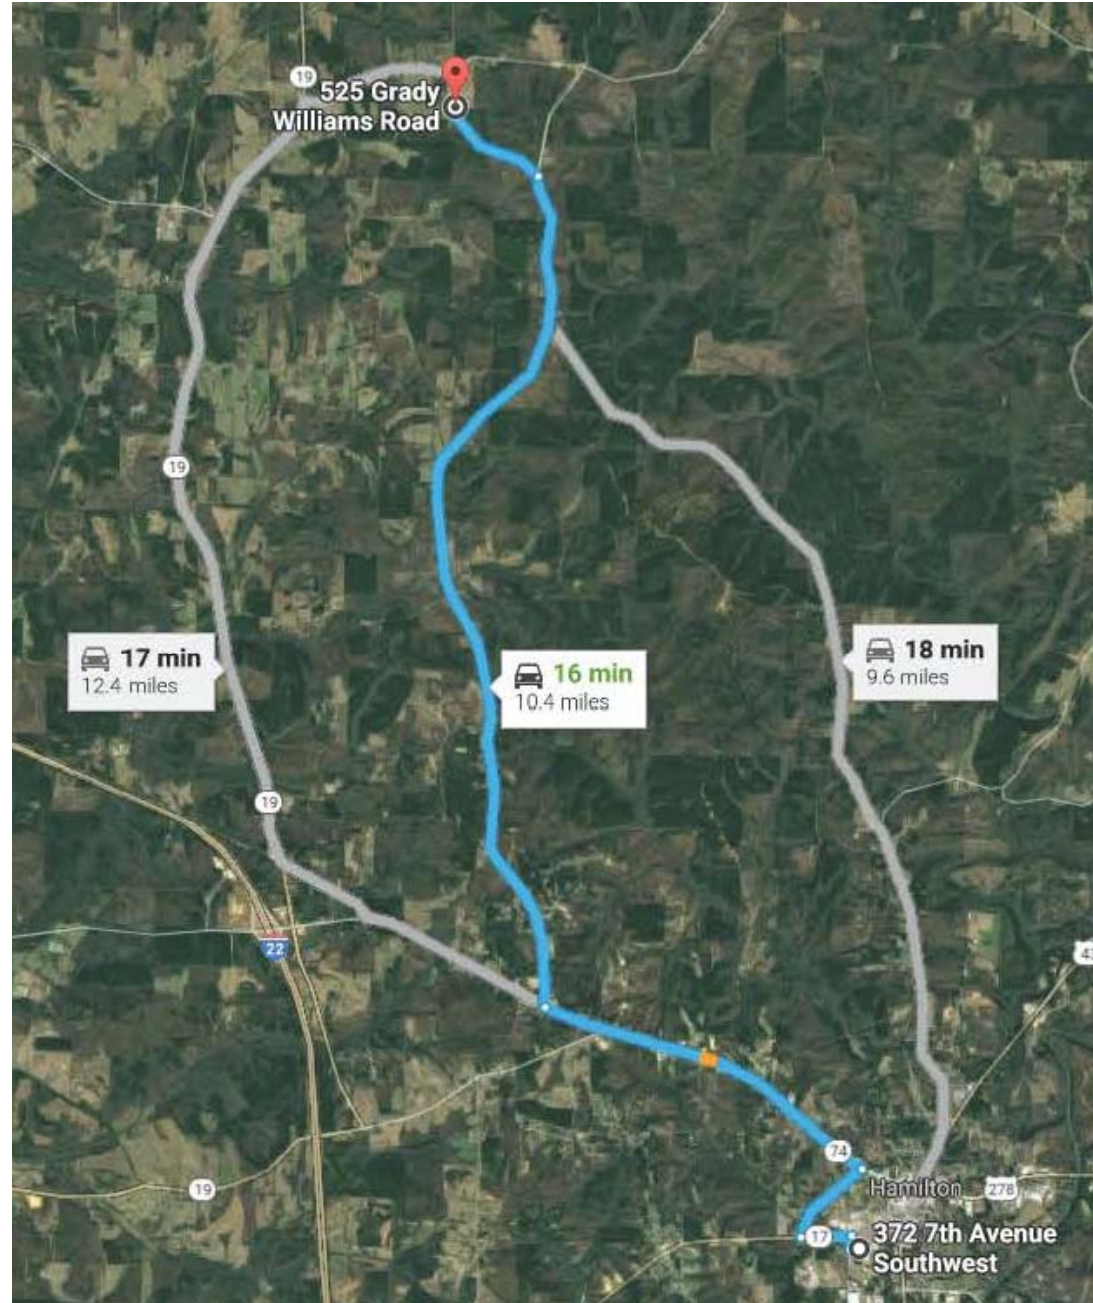 19
525 Grady
Williams Road
19
17 min
12.4 miles
16 min
10.4 miles
18 min
9.6 miles
19
22
43
74
Hamilton
278
19
17
372 7th Avenue
Southwest